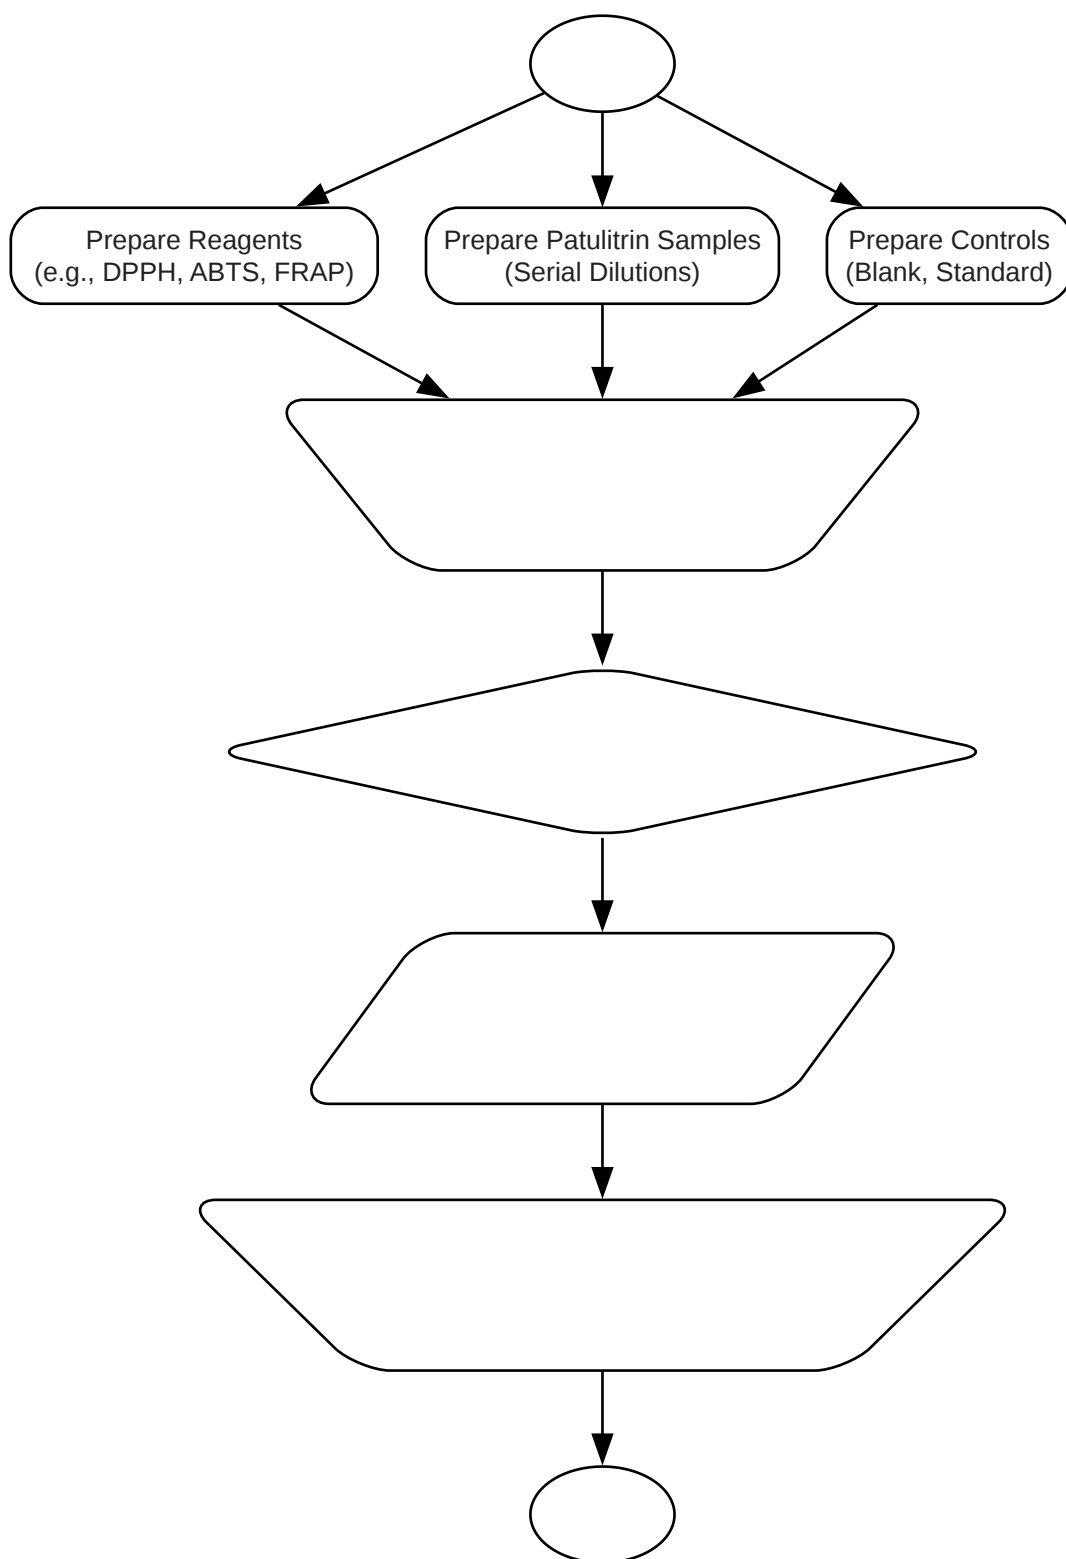 Prepare Reagents
(e.g., DPPH, ABTS, FRAP)
Prepare Patulitrin Samples
(Serial Dilutions)
Prepare Controls
(Blank, Standard)